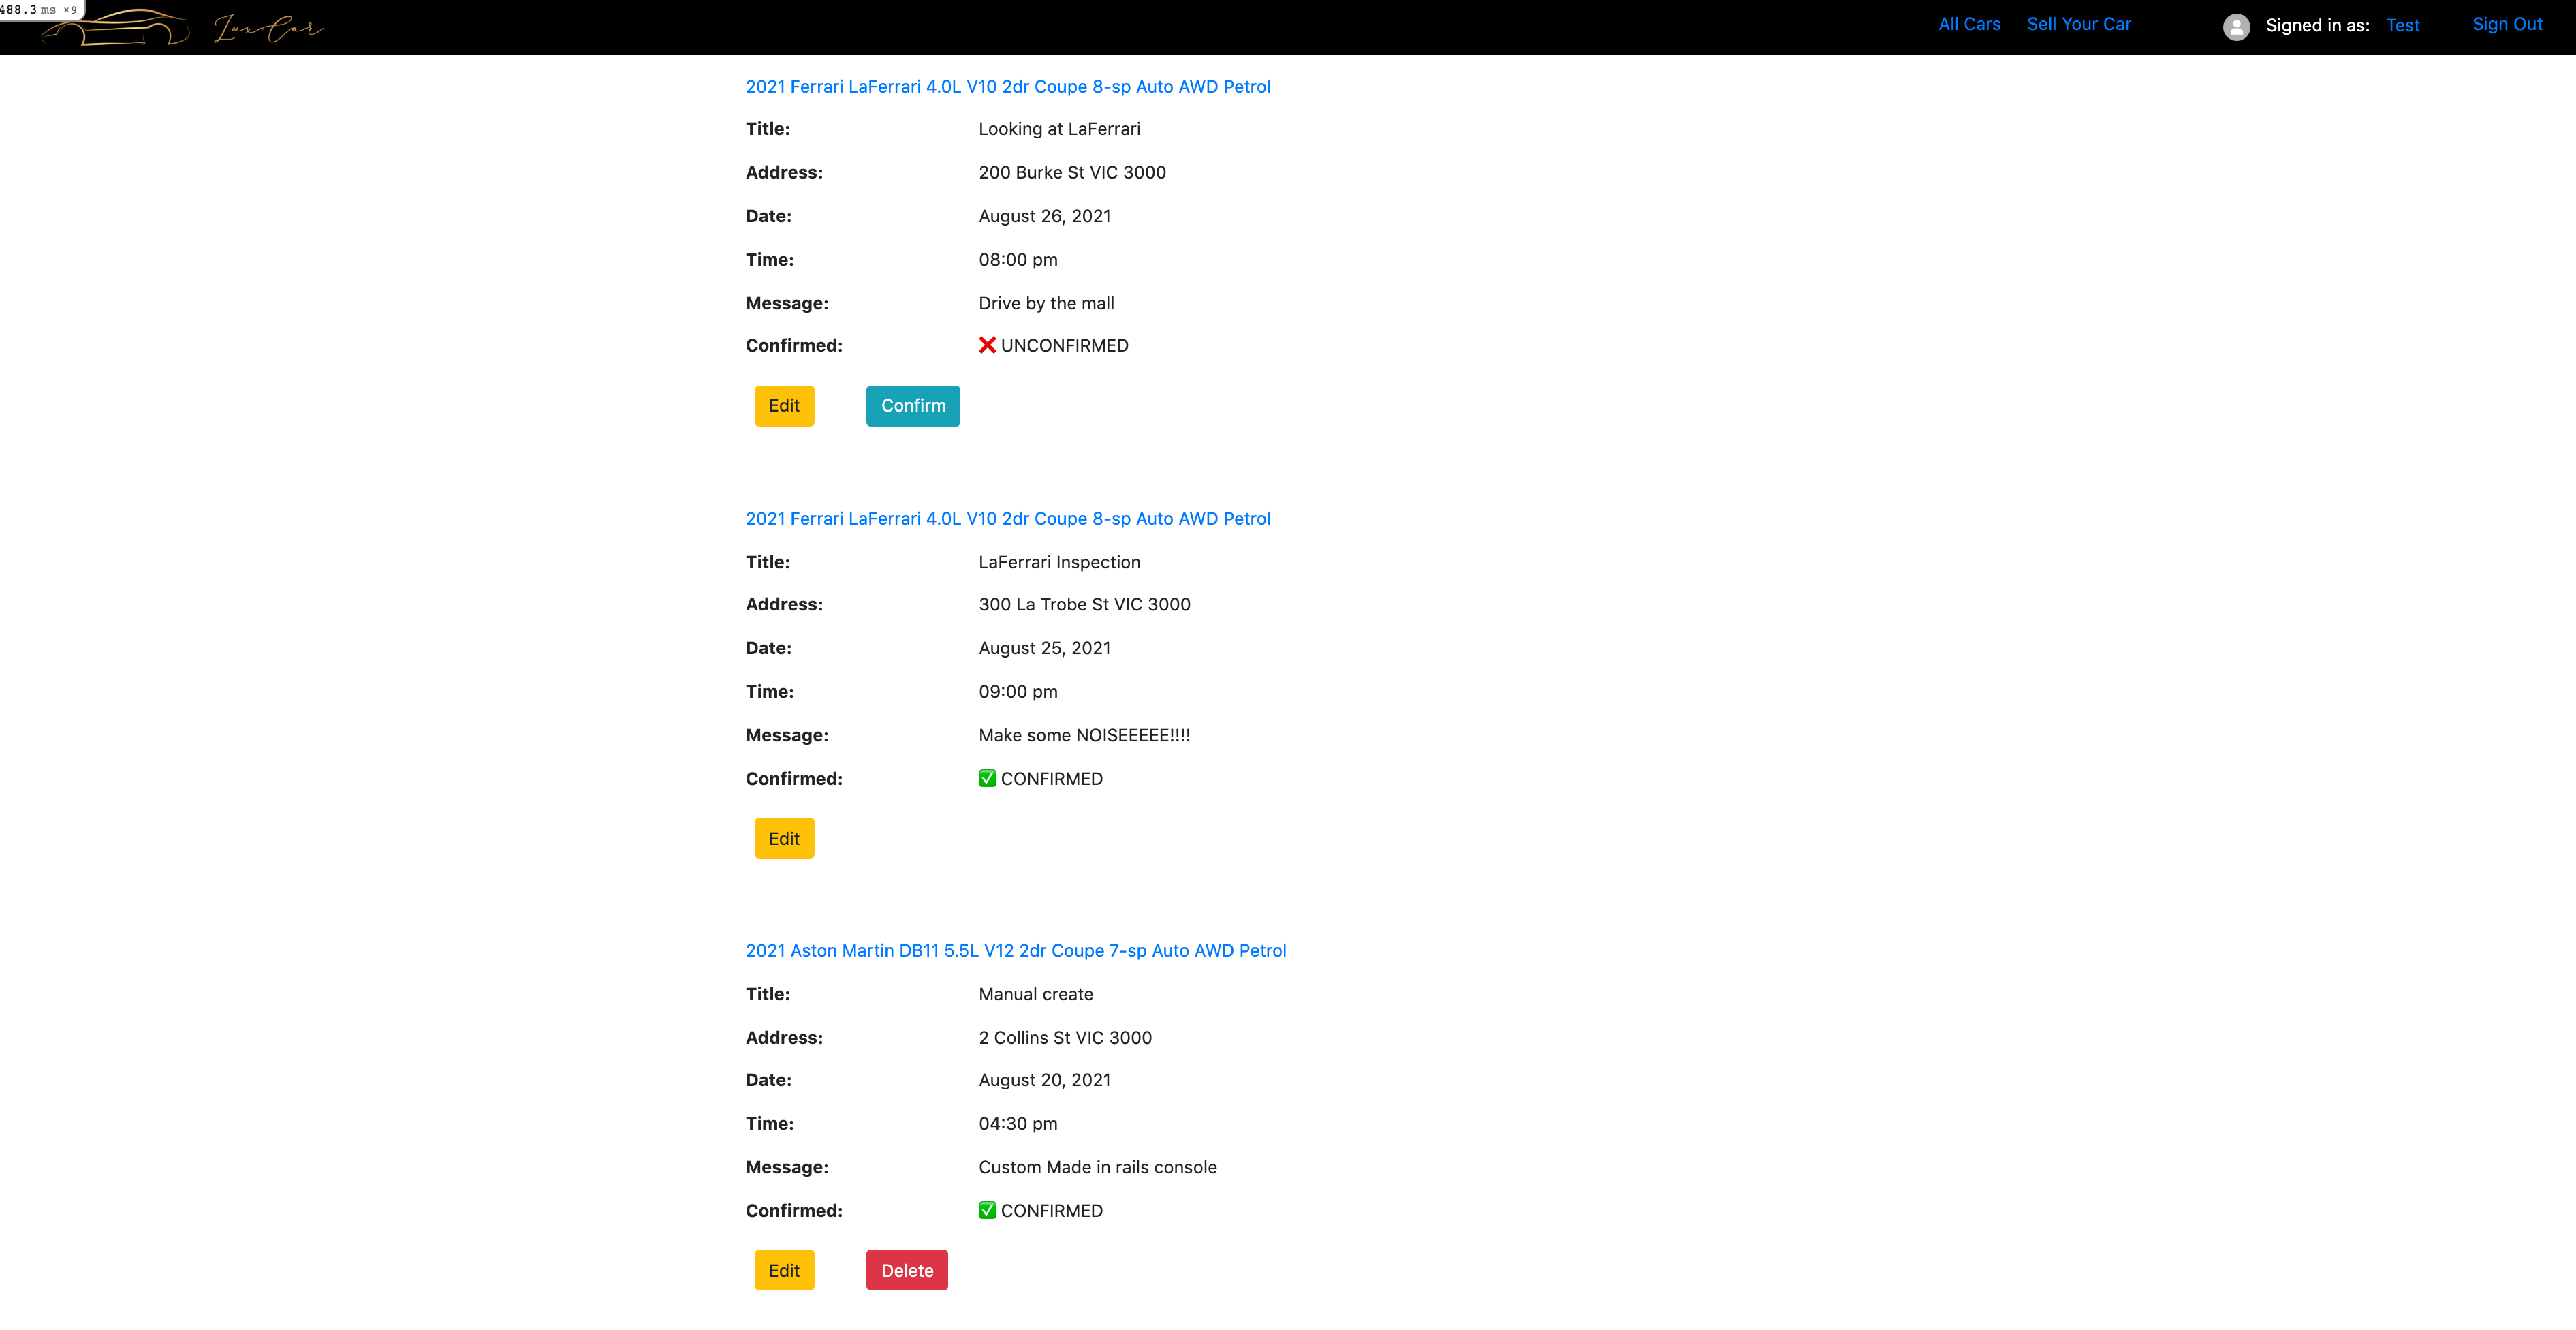 488.3 ms ×9
LuxCar
All Cars Sell Your Car Signed in as: Test Sign Out
2021 Ferrari LaFerrari 4.0L V10 2dr Coupe 8-sp Auto AWD Petrol
Title: Looking at LaFerrari
Address: 200 Burke St VIC 3000
Date: August 26, 2021
Time: 08:00 pm
Message: Drive by the mall
Confirmed: ❌ UNCONFIRMED
Edit Confirm
2021 Ferrari LaFerrari 4.0L V10 2dr Coupe 8-sp Auto AWD Petrol
Title: LaFerrari Inspection
Address: 300 La Trobe St VIC 3000
Date: August 25, 2021
Time: 09:00 pm
Message: Make some NOISEEEEE!!!!
Confirmed: ✅ CONFIRMED
Edit
2021 Aston Martin DB11 5.5L V12 2dr Coupe 7-sp Auto AWD Petrol
Title: Manual create
Address: 2 Collins St VIC 3000
Date: August 20, 2021
Time: 04:30 pm
Message: Custom Made in rails console
Confirmed: ✅ CONFIRMED
Edit Delete